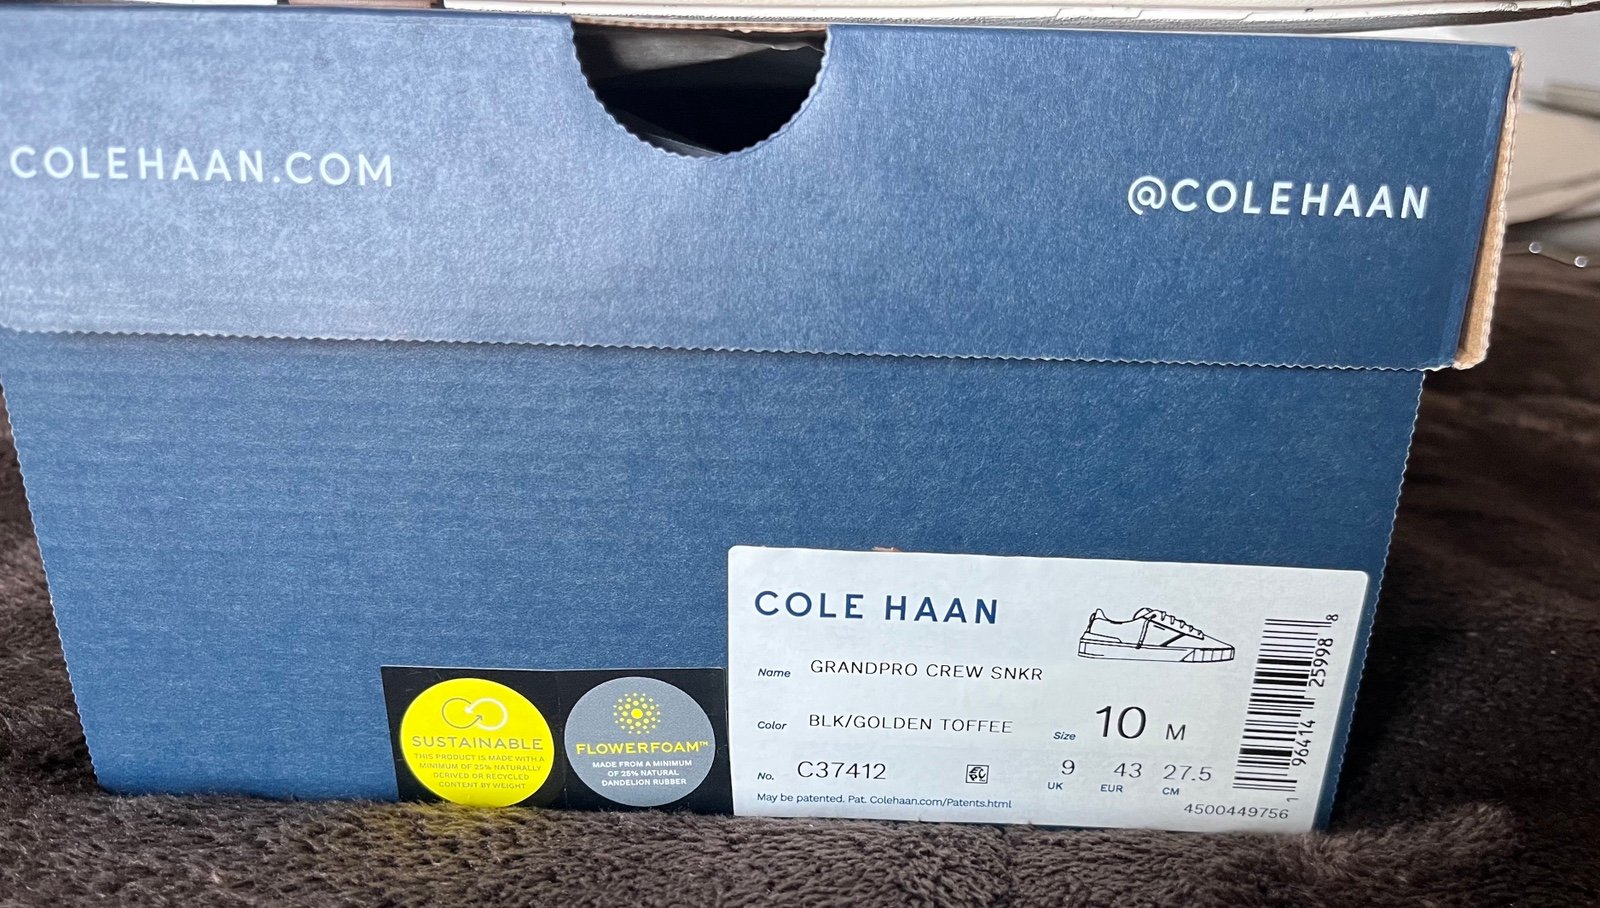 COLEHAAN.COM
@COLEHAAN
SUSTAINABLE
THIS PRODUCT IS MADE WITH A
MINIMUM OF 25% NATURALLY
DERIVED OR RECYCLED
CONTENT BY WEIGHT
FLOWERFOAM™
MADE FROM A MINIMUM
OF 25% NATURAL
DANDELION RUBBER
COLE HAAN
Name GRANDPRO CREW SNKR
Color BLK/GOLDEN TOFFEE
Size 10 M
No. C37412
9 43 27.5
UK EUR CM
May be patented. Pat. Colehaan.com/Patents.html
4500449756
1 96414 25998 8